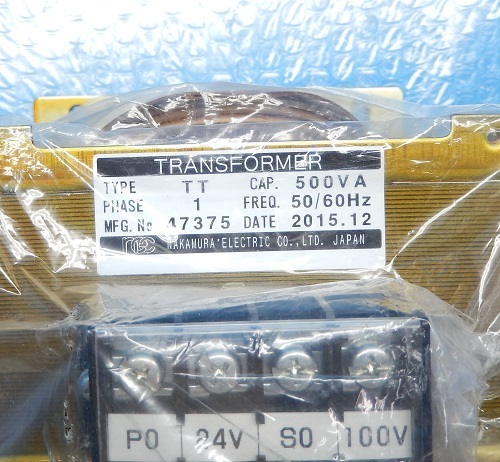 TRANSFORMER
TYPE TT CAP. 500VA
PHASE 1 FREQ. 50/60Hz
MFG. No 47375 DATE 2015.12
NEC NAKAMURA ELECTRIC CO., LTD. JAPAN
P0 24V S0 100V